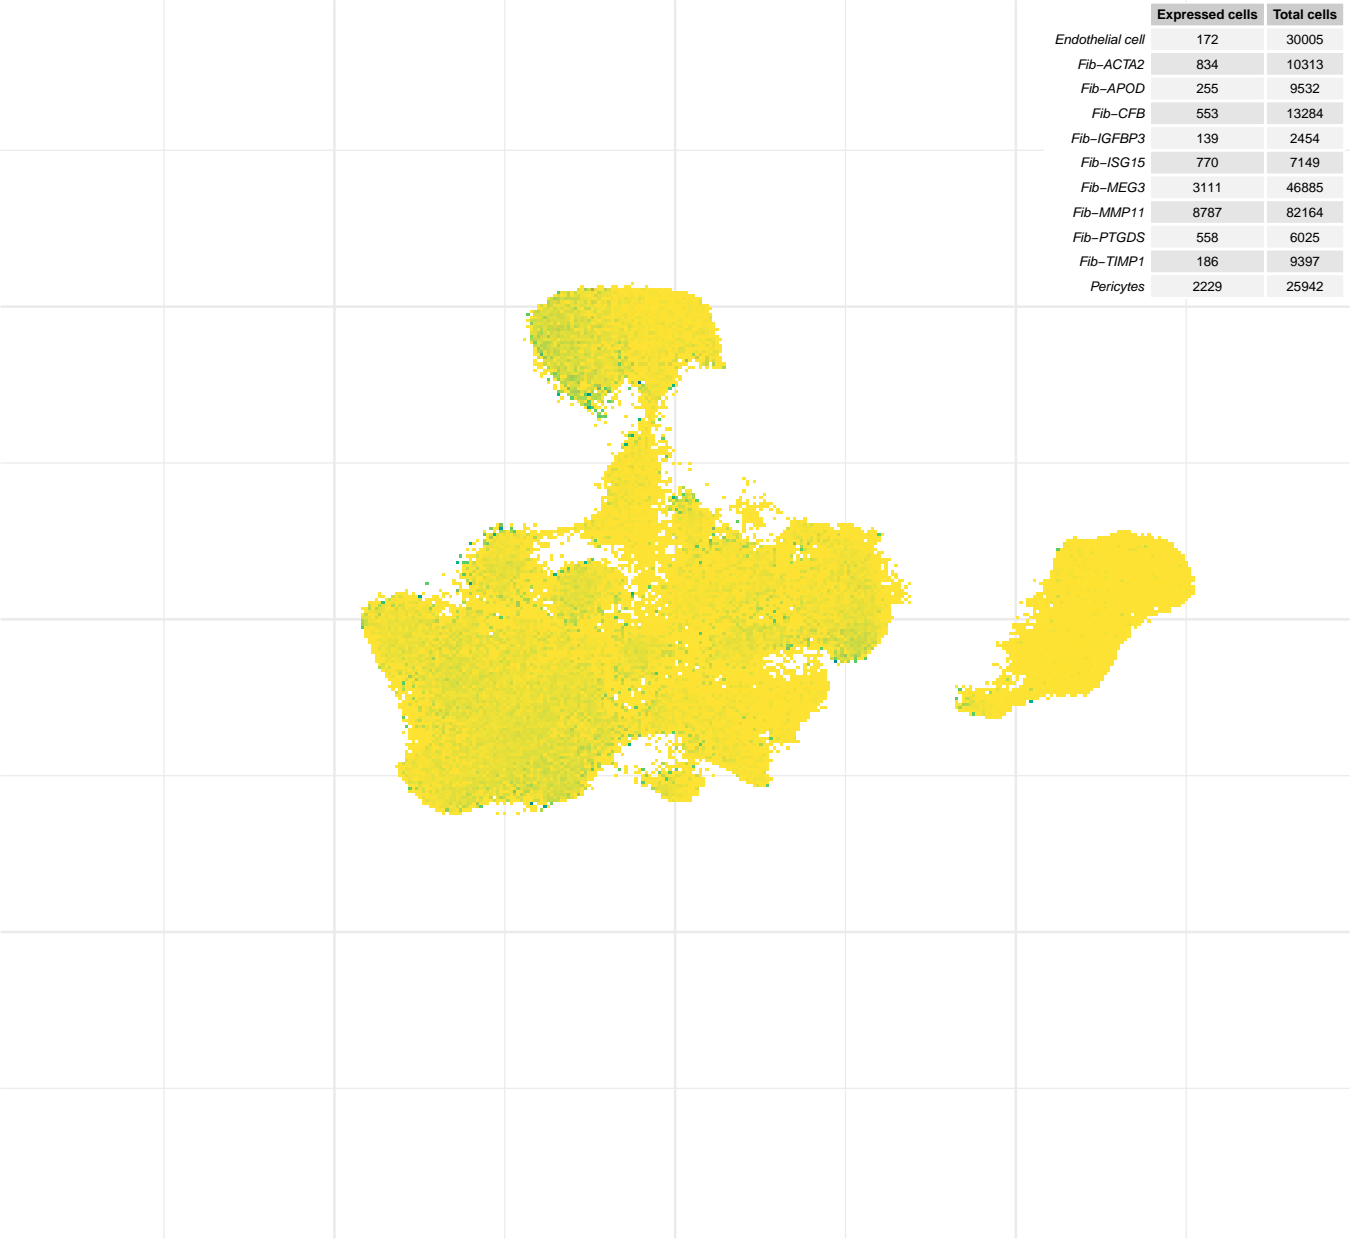 Expressed cells Total cells
Endothelial cell 172 30005
Fib−ACTA2 834 10313
Fib−APOD 255 9532
Fib−CFB 553 13284
Fib−IGFBP3 139 2454
Fib−ISG15 770 7149
Fib−MEG3 3111 46885
Fib−MMP11 8787 82164
Fib−PTGDS 558 6025
Fib−TIMP1 186 9397
Pericytes 2229 25942